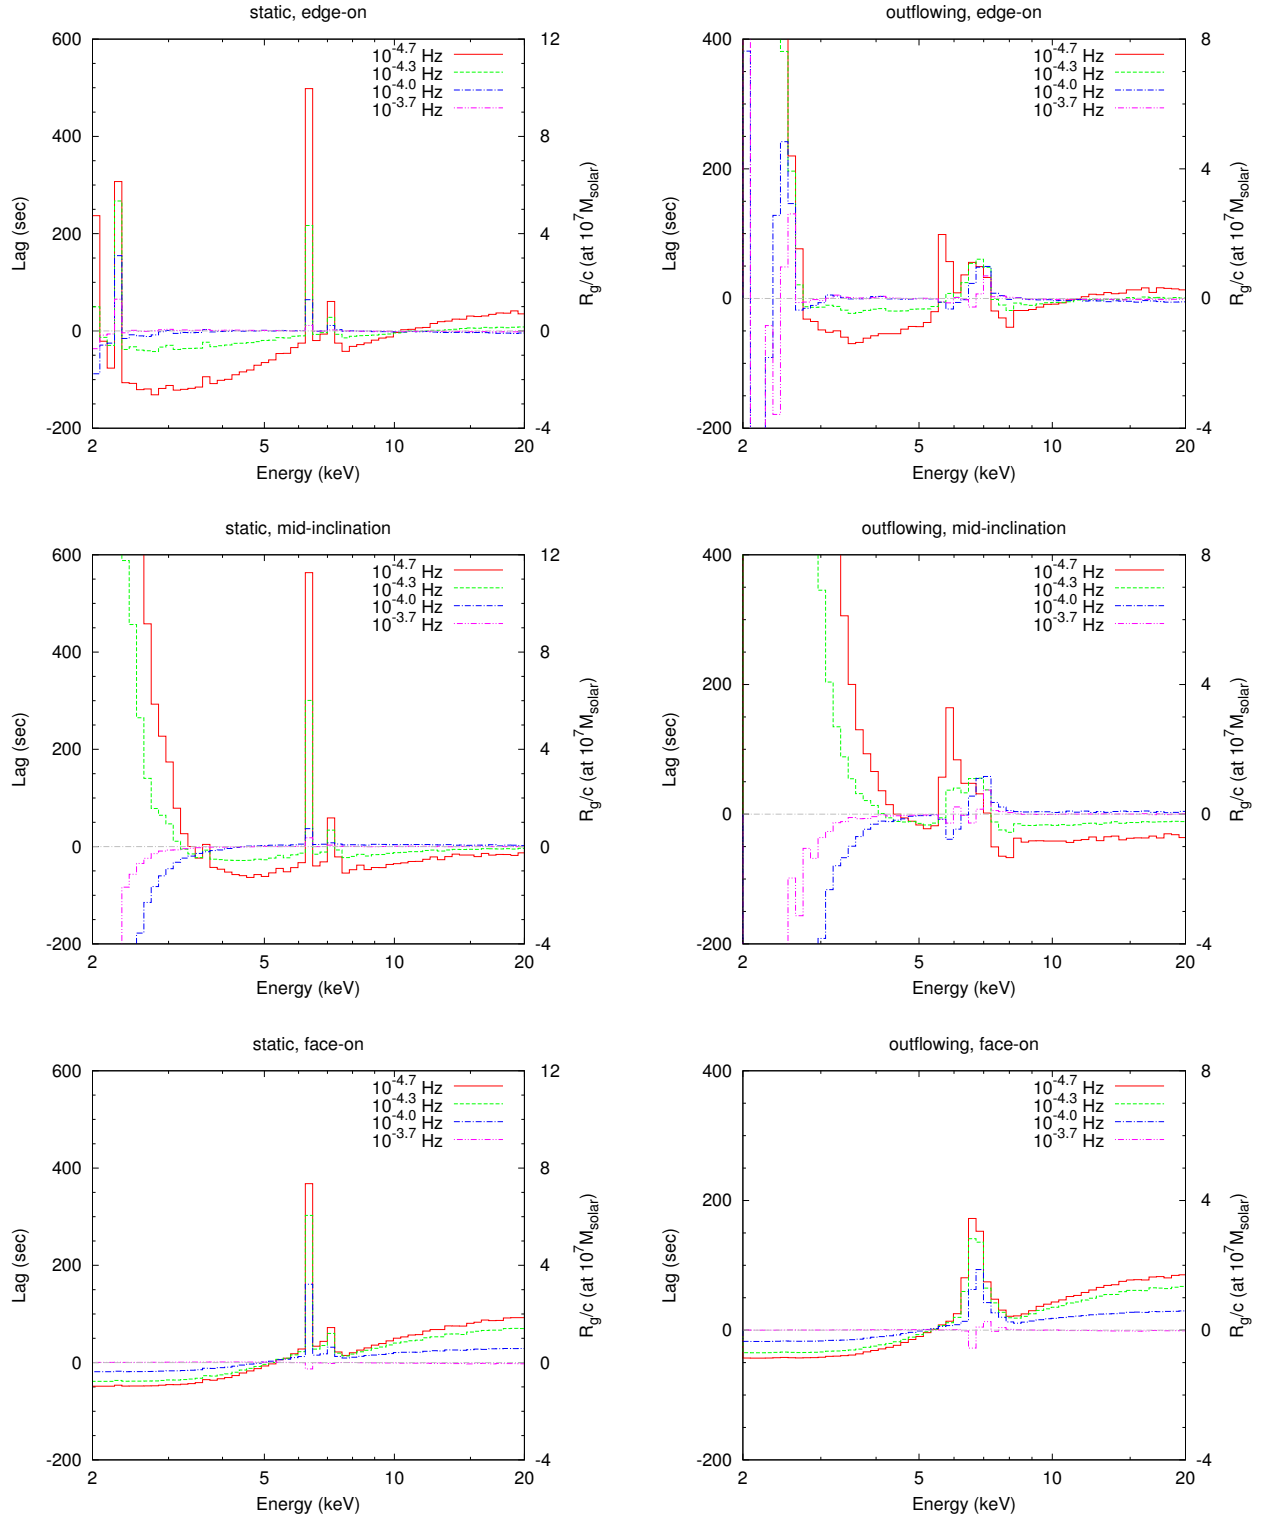 static, edge-on
600
400
200
0
-200
12
8
4
0
-4
2
5
10
20
Lag (sec)
Energy (keV)
R_g/c (at 10^7M_solar)
10^-4.7 Hz
10^-4.3 Hz
10^-4.0 Hz
10^-3.7 Hz
outflowing, edge-on
400
200
0
-200
8
4
0
-4
2
5
10
20
Lag (sec)
Energy (keV)
R_g/c (at 10^7M_solar)
10^-4.7 Hz
10^-4.3 Hz
10^-4.0 Hz
10^-3.7 Hz
static, mid-inclination
600
400
200
0
-200
12
8
4
0
-4
2
5
10
20
Lag (sec)
Energy (keV)
R_g/c (at 10^7M_solar)
10^-4.7 Hz
10^-4.3 Hz
10^-4.0 Hz
10^-3.7 Hz
outflowing, mid-inclination
400
200
0
-200
8
4
0
-4
2
5
10
20
Lag (sec)
Energy (keV)
R_g/c (at 10^7M_solar)
10^-4.7 Hz
10^-4.3 Hz
10^-4.0 Hz
10^-3.7 Hz
static, face-on
600
400
200
0
-200
12
8
4
0
-4
2
5
10
20
Lag (sec)
Energy (keV)
R_g/c (at 10^7M_solar)
10^-4.7 Hz
10^-4.3 Hz
10^-4.0 Hz
10^-3.7 Hz
outflowing, face-on
400
200
0
-200
8
4
0
-4
2
5
10
20
Lag (sec)
Energy (keV)
R_g/c (at 10^7M_solar)
10^-4.7 Hz
10^-4.3 Hz
10^-4.0 Hz
10^-3.7 Hz